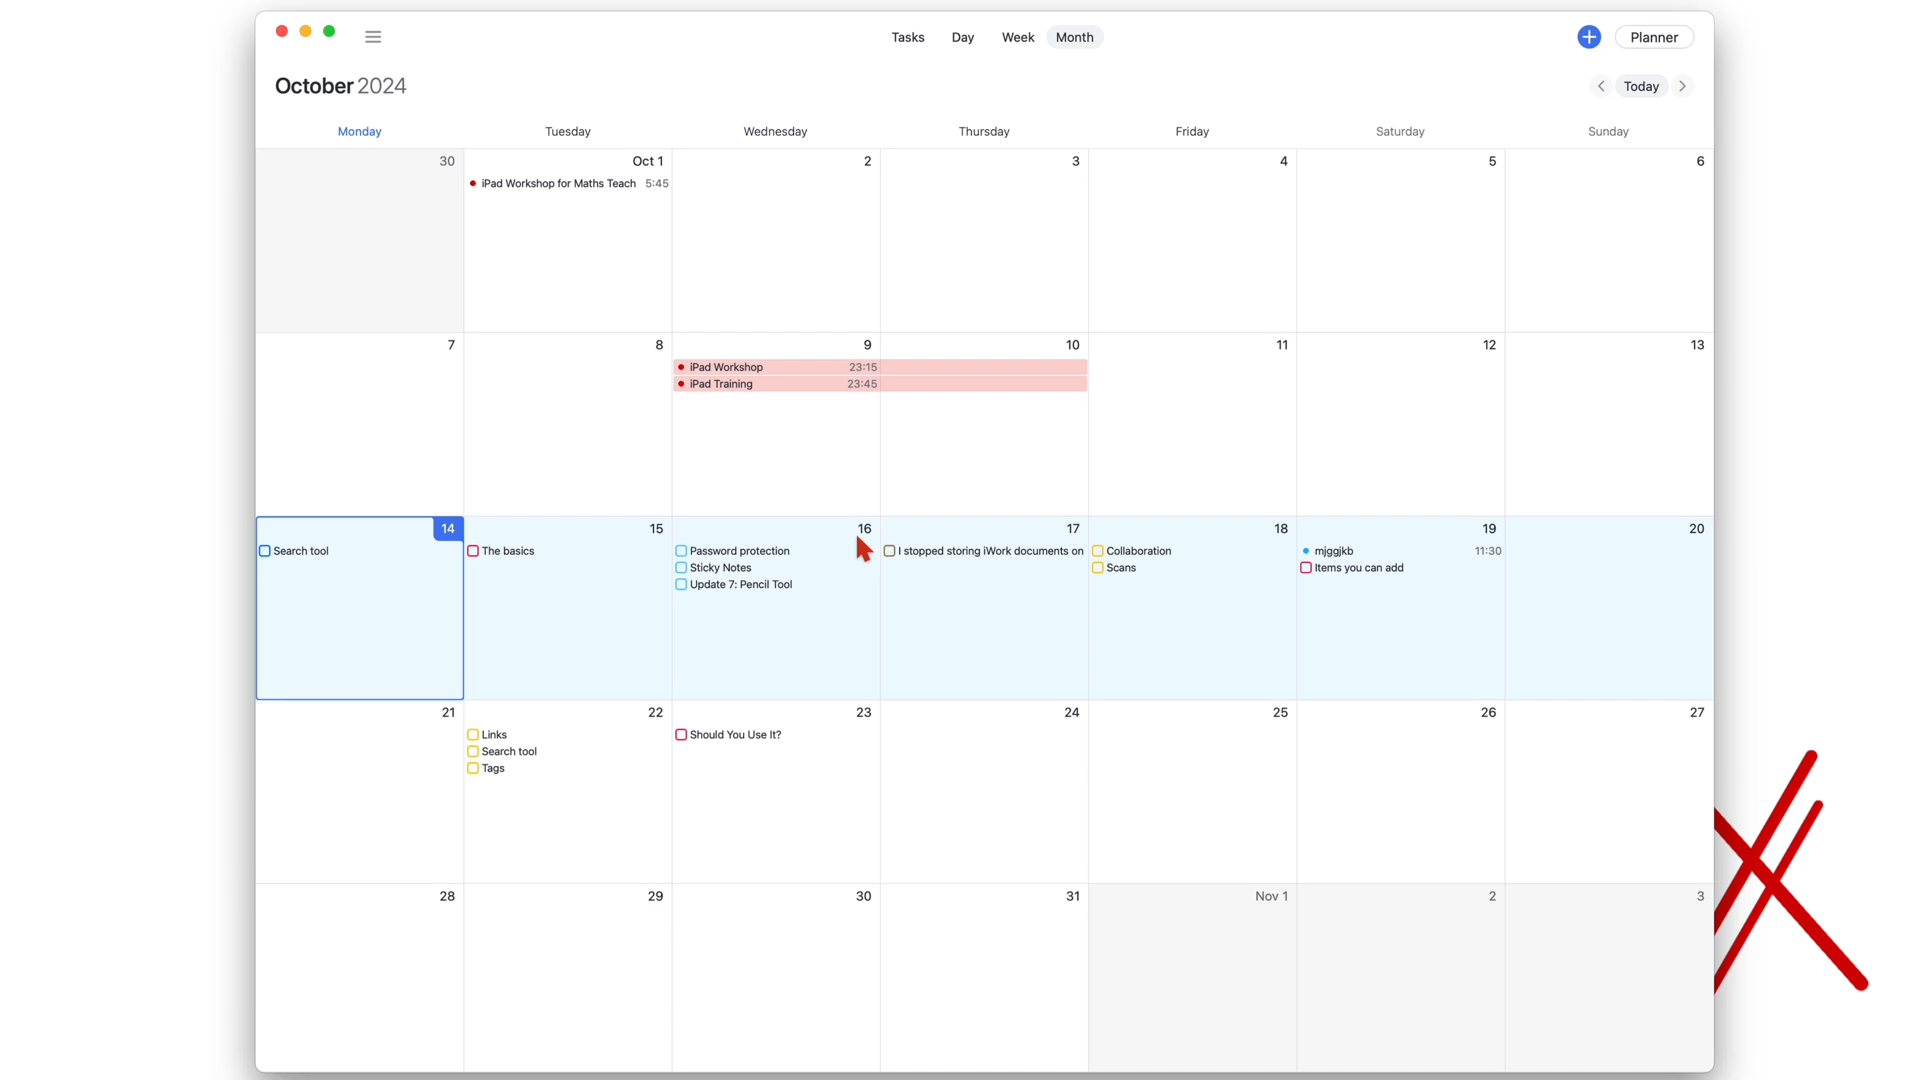 Tasks Day Week Month
Planner
October 2024
Today
Monday Tuesday Wednesday Thursday Friday Saturday Sunday
30 Oct 1 2 3 4 5 6
iPad Workshop for Maths Teach 5:45
7 8 9 10 11 12 13
iPad Workshop 23:15
iPad Training 23:45
14 15 16 17 18 19 20
Search tool The basics Password protection I stopped storing iWork documents on Collaboration mjggjkb 11:30
Sticky Notes Scans Items you can add
Update 7: Pencil Tool
21 22 23 24 25 26 27
Links Should You Use It?
Search tool
Tags
28 29 30 31 Nov 1 2 3